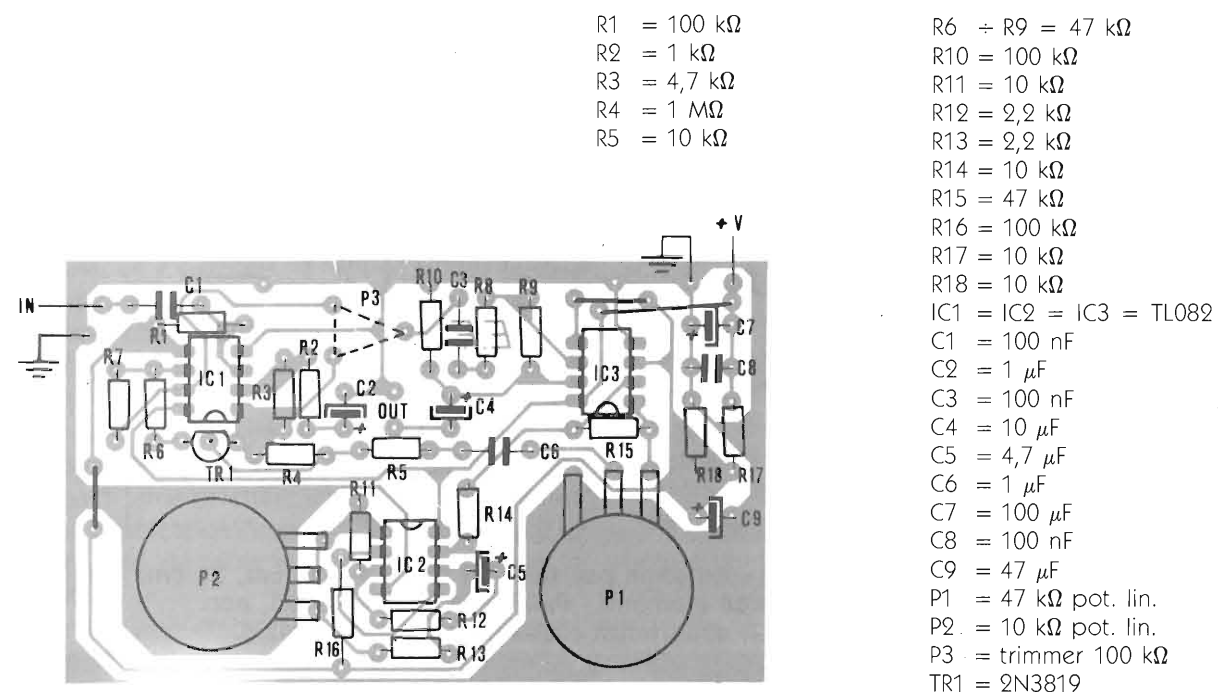 R1 = 100 kΩ
R2 = 1 kΩ
R3 = 4,7 kΩ
R4 = 1 MΩ
R5 = 10 kΩ
R6 ÷ R9 = 47 kΩ
R10 = 100 kΩ
R11 = 10 kΩ
R12 = 2,2 kΩ
R13 = 2,2 kΩ
R14 = 10 kΩ
R15 = 47 kΩ
R16 = 100 kΩ
R17 = 10 kΩ
R18 = 10 kΩ
IC1 = IC2 = IC3 = TL082
C1 = 100 nF
C2 = 1 μF
C3 = 100 nF
C4 = 10 μF
C5 = 4,7 μF
C6 = 1 μF
C7 = 100 μF
C8 = 100 nF
C9 = 47 μF
P1 = 47 kΩ pot. lin.
P2 = 10 kΩ pot. lin.
P3 = trimmer 100 kΩ
TR1 = 2N3819
+ V
IN
C1
P3
R10
C3
R8
R9
R1
+
C7
R7
IC1
R2
R3
C2
IC3
C8
+
C4
OUT
+
R6
TR1
R4
R5
C6
R15
R18
R17
R11
R14
+
C9
P2
IC2
+
C5
P1
R12
R16
R13